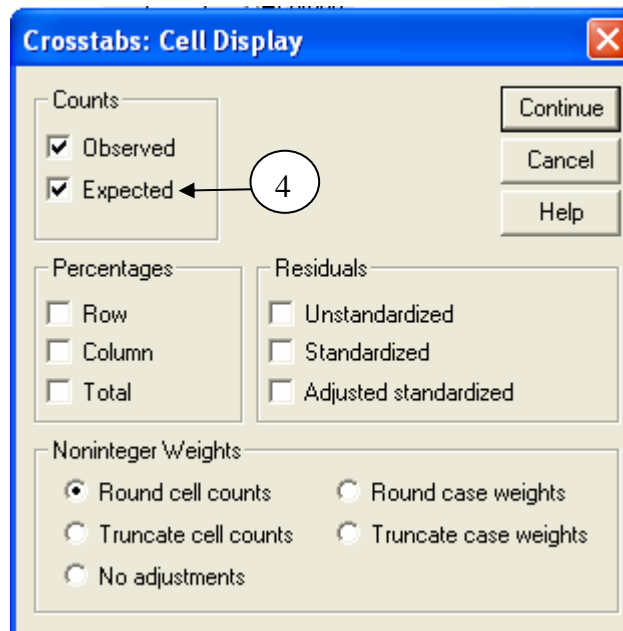 Crosstabs: Cell Display
Counts
Observed
Expected
4
Continue
Cancel
Help
Percentages
Row
Column
Total
Residuals
Unstandardized
Standardized
Adjusted standardized
Noninteger Weights
Round cell counts
Round case weights
Truncate cell counts
Truncate case weights
No adjustments